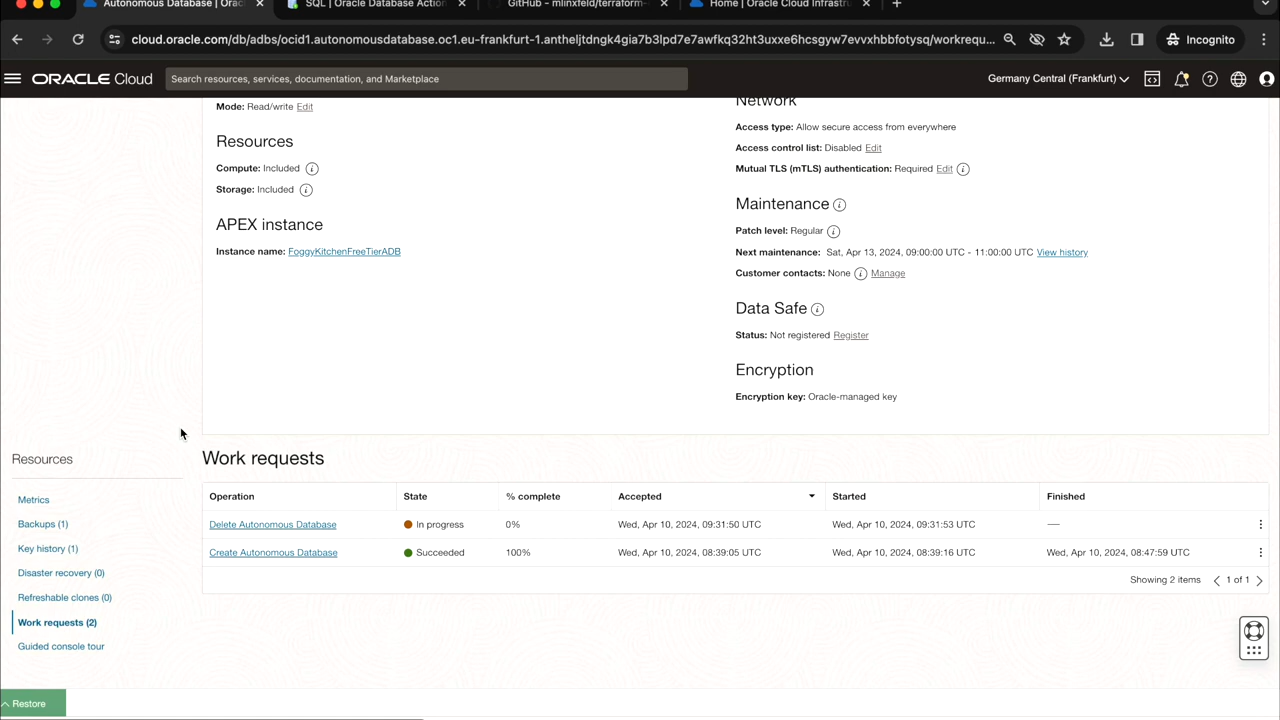 Autonomous Database | Oracl
SQL | Oracle Database Action
GitHub - mlinxfeld/terraform-
Home | Oracle Cloud Infrastru
cloud.oracle.com/db/adbs/ocid1.autonomousdatabase.oc1.eu-frankfurt-1.antheljtdngk4gia7b3lpd7e7awfkq32ht3uxxe6hcsgyw7evvxhbbfotysq/workrequ...
Incognito
ORACLE Cloud
Search resources, services, documentation, and Marketplace
Germany Central (Frankfurt)
Mode: Read/write Edit
Resources
Compute: Included
Storage: Included
APEX instance
Instance name: FoggyKitchenFreeTierADB
Network
Access type: Allow secure access from everywhere
Access control list: Disabled Edit
Mutual TLS (mTLS) authentication: Required Edit
Maintenance
Patch level: Regular
Next maintenance: Sat, Apr 13, 2024, 09:00:00 UTC - 11:00:00 UTC View history
Customer contacts: None Manage
Data Safe
Status: Not registered Register
Encryption
Encryption key: Oracle-managed key
Resources
Metrics
Backups (1)
Key history (1)
Disaster recovery (0)
Refreshable clones (0)
Work requests (2)
Guided console tour
Work requests
Operation State % complete Accepted Started Finished
Delete Autonomous Database In progress 0% Wed, Apr 10, 2024, 09:31:50 UTC Wed, Apr 10, 2024, 09:31:53 UTC —
Create Autonomous Database Succeeded 100% Wed, Apr 10, 2024, 08:39:05 UTC Wed, Apr 10, 2024, 08:39:16 UTC Wed, Apr 10, 2024, 08:47:59 UTC
Showing 2 items 1 of 1
Restore